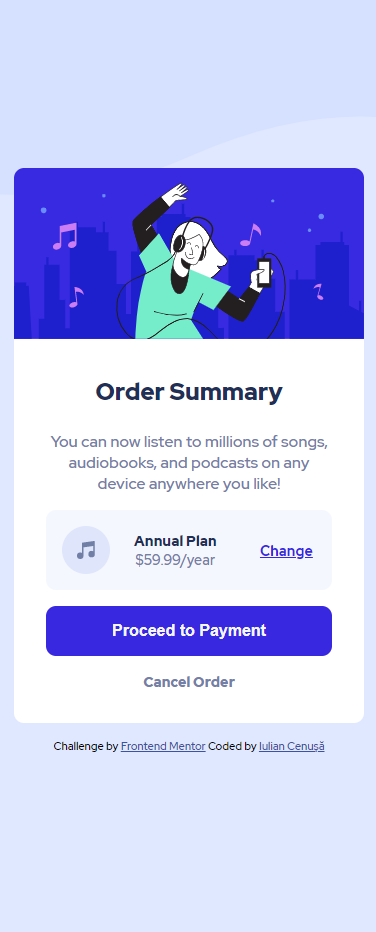 Order Summary
You can now listen to millions of songs,
audiobooks, and podcasts on any
device anywhere you like!
Annual Plan
$59.99/year
Change
Proceed to Payment
Cancel Order
Challenge by Frontend Mentor Coded by Iulian Cenușă